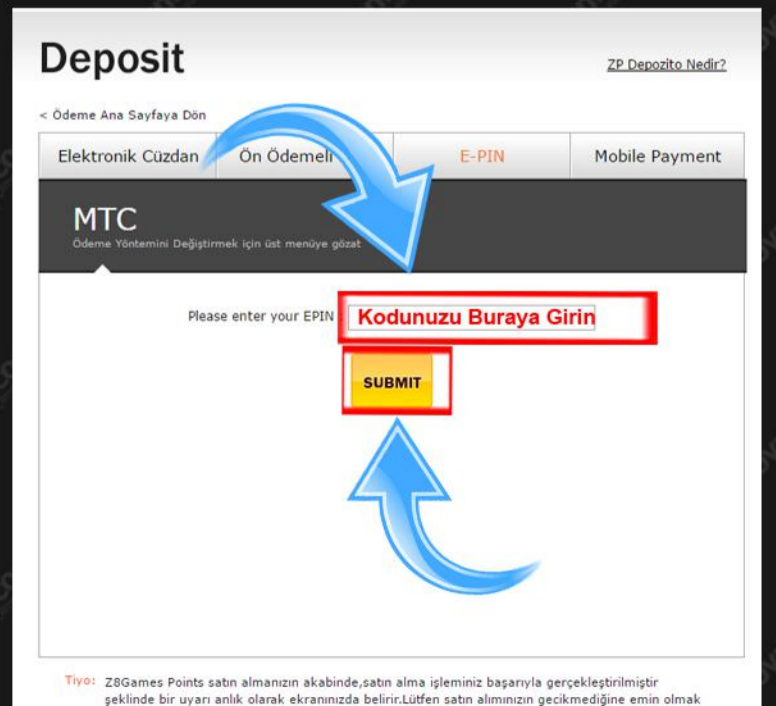 Deposit
ZP Depozito Nedir?
< Ödeme Ana Sayfaya Dön
Elektronik Cüzdan Ön Ödemeli E-PIN Mobile Payment
MTC
Ödeme Yöntemini Değiştirmek için üst menüye gözat
Please enter your EPIN Kodunuzu Buraya Girin
SUBMIT
Tiyo: Z8Games Points satın almanızın akabinde,satın alma işleminiz başarıyla gerçekleştirilmiştir
şeklinde bir uyarı anlık olarak ekranınızda belirir.Lütfen satın alımınızın gecikmediğine emin olmak